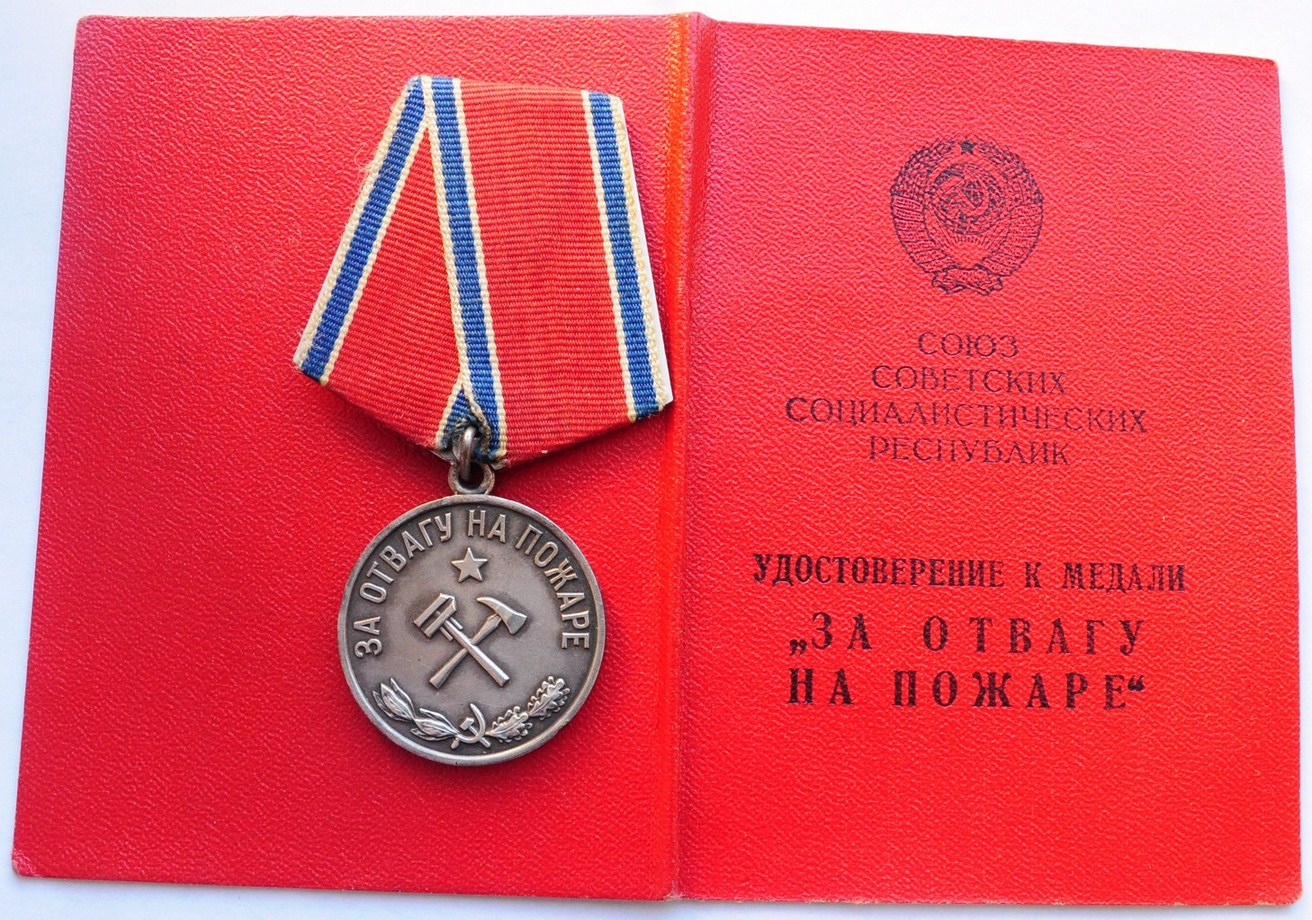 ЗА ОТВАГУ НА ПОЖАРЕ
СОЮЗ
СОВЕТСКИХ
СОЦИАЛИСТИЧЕСКИХ
РЕСПУБЛИК
УДОСТОВЕРЕНИЕ К МЕДАЛИ
„ЗА ОТВАГУ
НА ПОЖАРЕ“